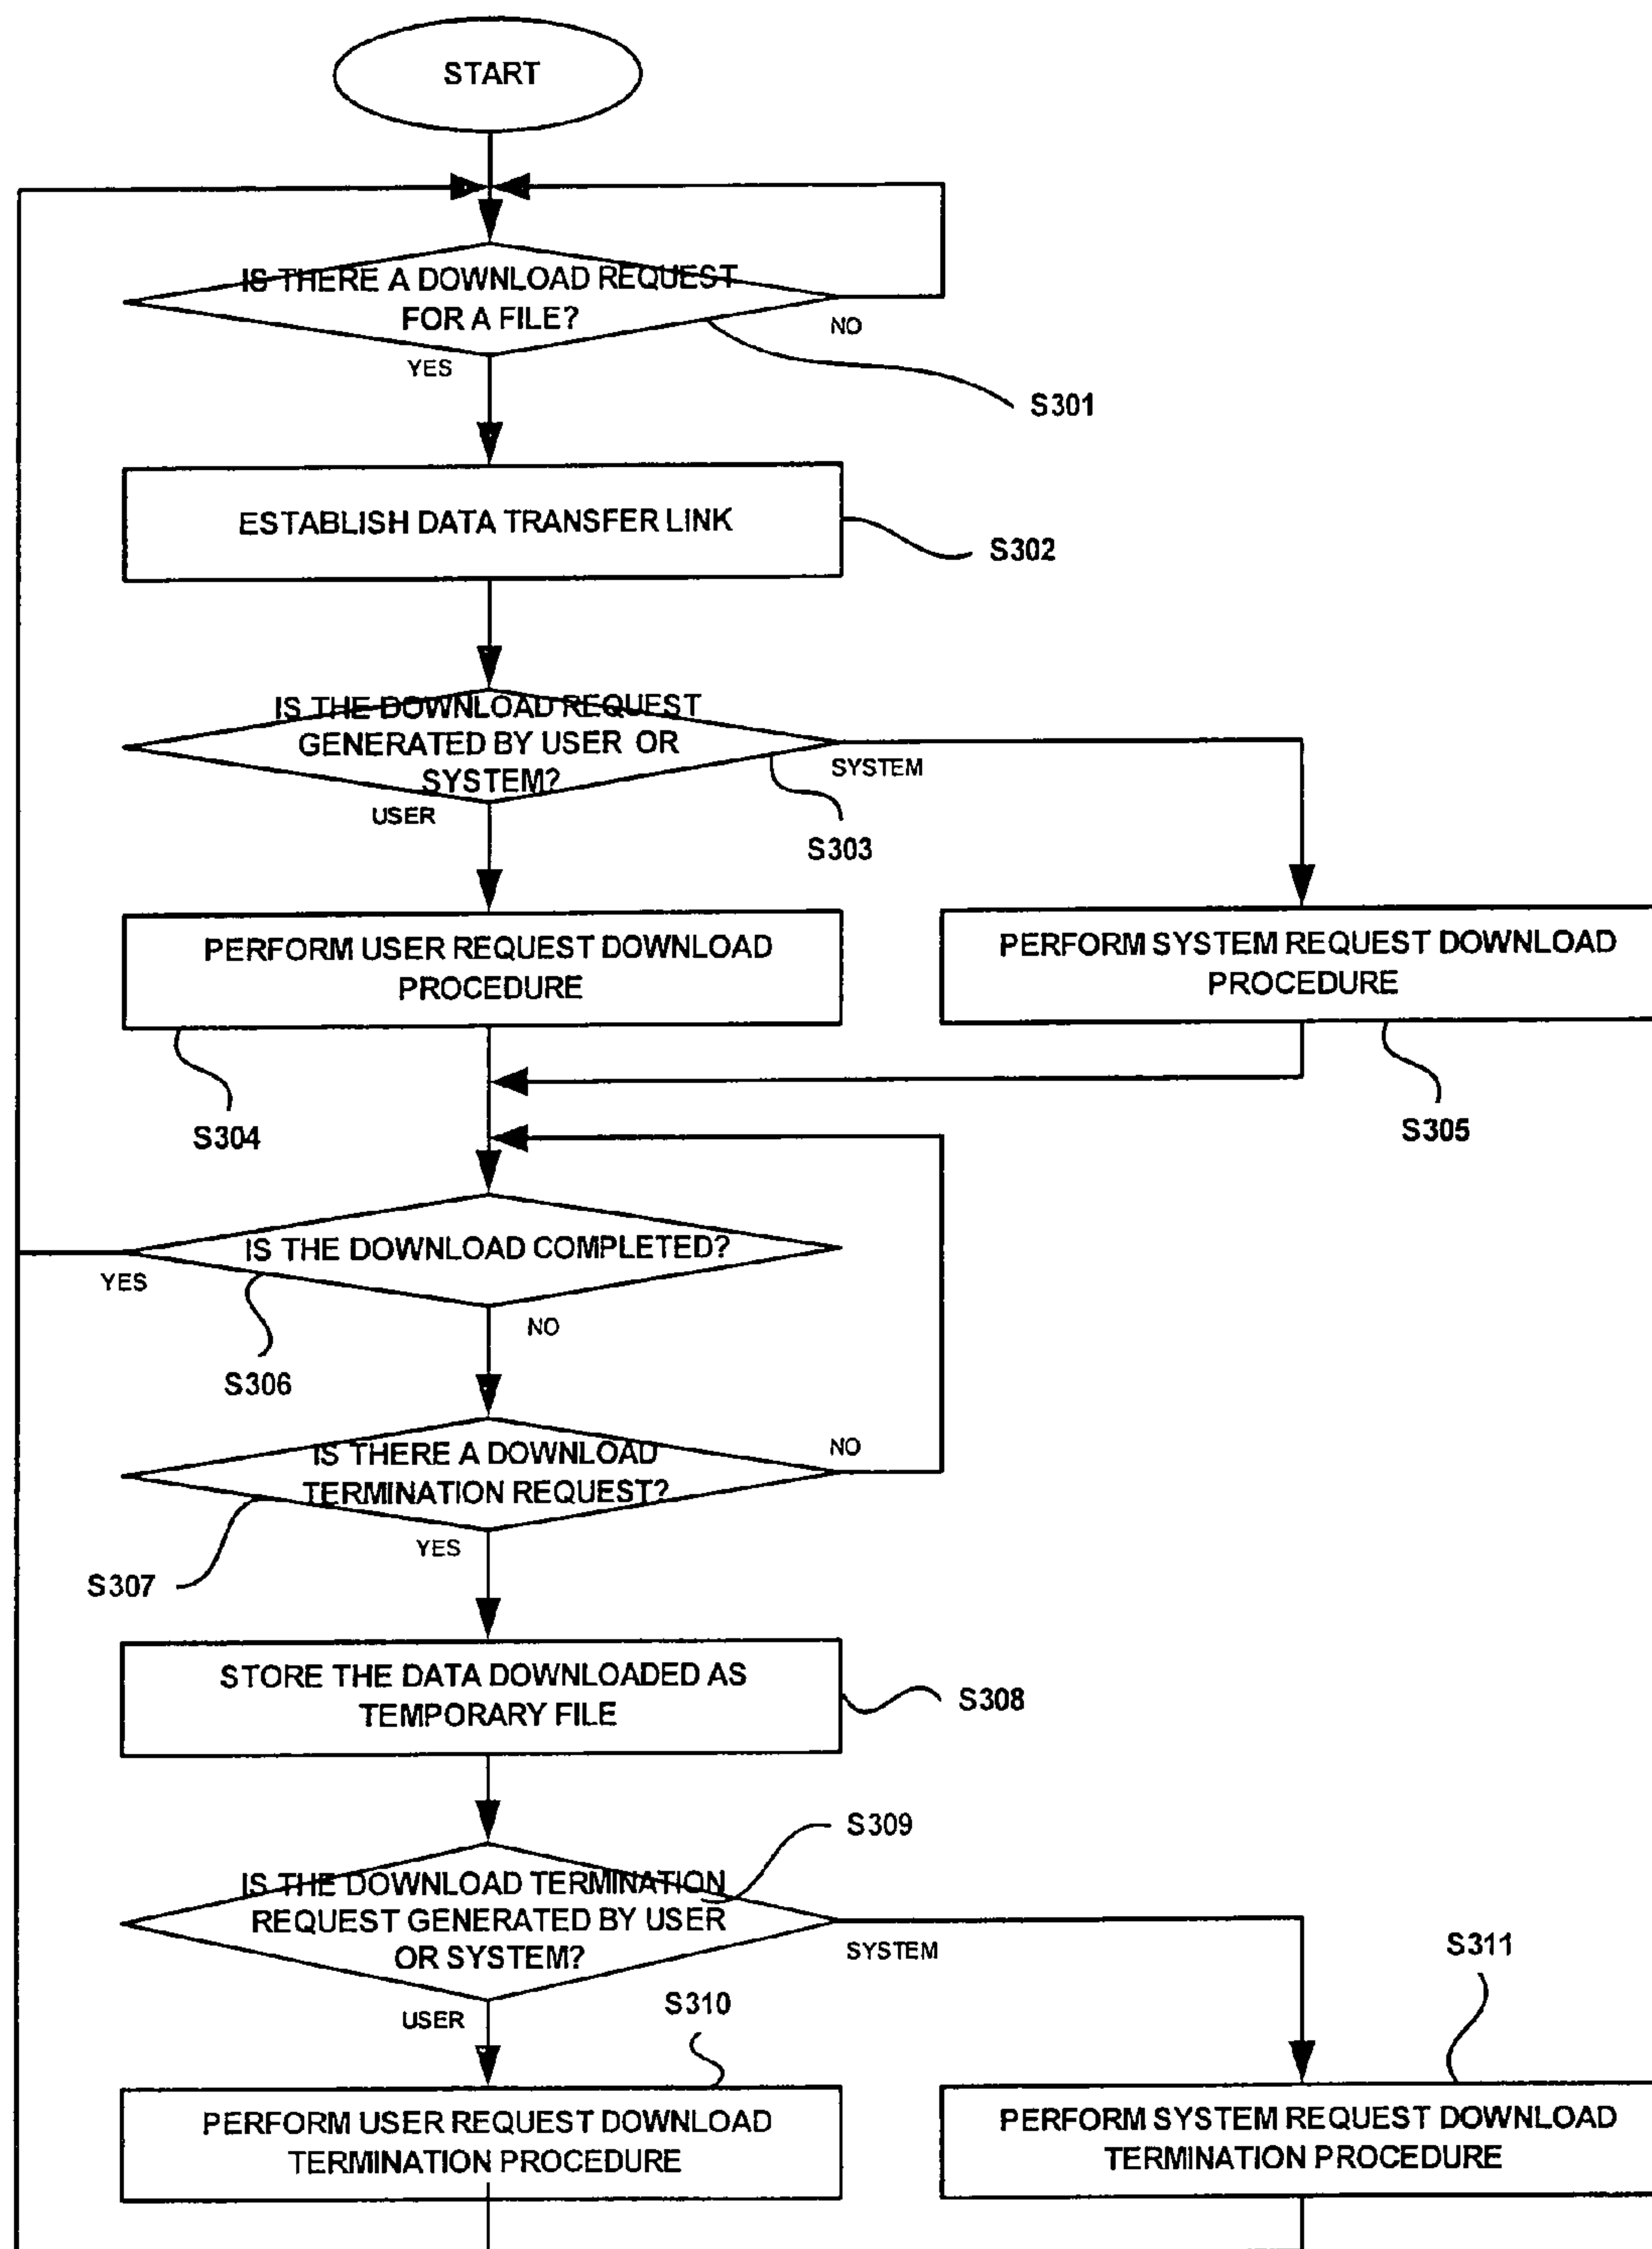 START
IS THERE A DOWNLOAD REQUEST
FOR A FILE?
NO
YES
S301
ESTABLISH DATA TRANSFER LINK
S302
IS THE DOWNLOAD REQUEST
GENERATED BY USER OR
SYSTEM?
SYSTEM
USER
S303
PERFORM USER REQUEST DOWNLOAD
PROCEDURE
PERFORM SYSTEM REQUEST DOWNLOAD
PROCEDURE
S304
S305
IS THE DOWNLOAD COMPLETED?
YES
NO
S306
IS THERE A DOWNLOAD
TERMINATION REQUEST?
NO
YES
S307
STORE THE DATA DOWNLOADED AS
TEMPORARY FILE
S308
S309
IS THE DOWNLOAD TERMINATION
REQUEST GENERATED BY USER
OR SYSTEM?
SYSTEM
S311
USER
S310
PERFORM USER REQUEST DOWNLOAD
TERMINATION PROCEDURE
PERFORM SYSTEM REQUEST DOWNLOAD
TERMINATION PROCEDURE